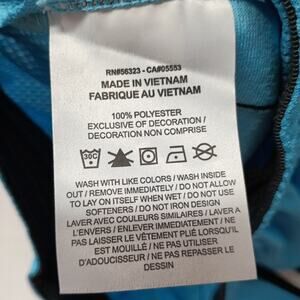 RN#56323 - CA#05553
MADE IN VIETNAM
FABRIQUE AU VIETNAM
100% POLYESTER
EXCLUSIVE OF DECORATION /
DECORATION NON COMPRISE
30C
WASH WITH LIKE COLORS / WASH INSIDE
OUT / REMOVE IMMEDIATELY / DO NOT ALLOW
TO LAY ON ITSELF WHEN WET / DO NOT USE
SOFTENERS / DO NOT IRON DESIGN
LAVER AVEC COULEURS SIMILAIRES / LAVER A
L'ENVERS / ENLEVER IMMEDIATEMENT / NE
PAS LAISSER LE VÊTEMENT PLIE SUR LUI LORSQU'IL
EST MOUILLÉ / NE PAS UTILISER
D'ADOUCISSEUR / NE PAS REPASSER LE
DESSIN